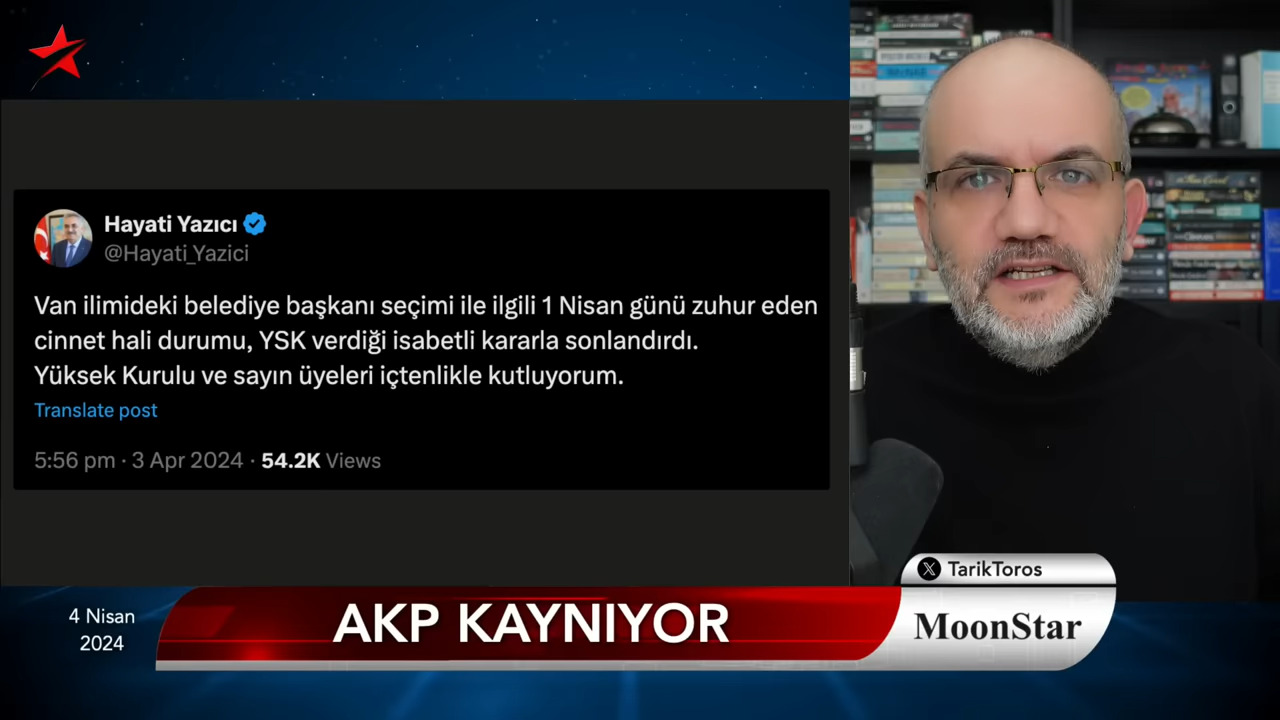 Hayati Yazıcı
@Hayati_Yazici
Van ilimideki belediye başkanı seçimi ile ilgili 1 Nisan günü zuhur eden
cinnet hali durumu, YSK verdiği isabetli kararla sonlandırdı.
Yüksek Kurulu ve sayın üyeleri içtenlikle kutluyorum.
Translate post
5:56 pm · 3 Apr 2024 · 54.2K Views
X TarikToros
MoonStar
4 Nisan
2024
AKP KAYNIYOR